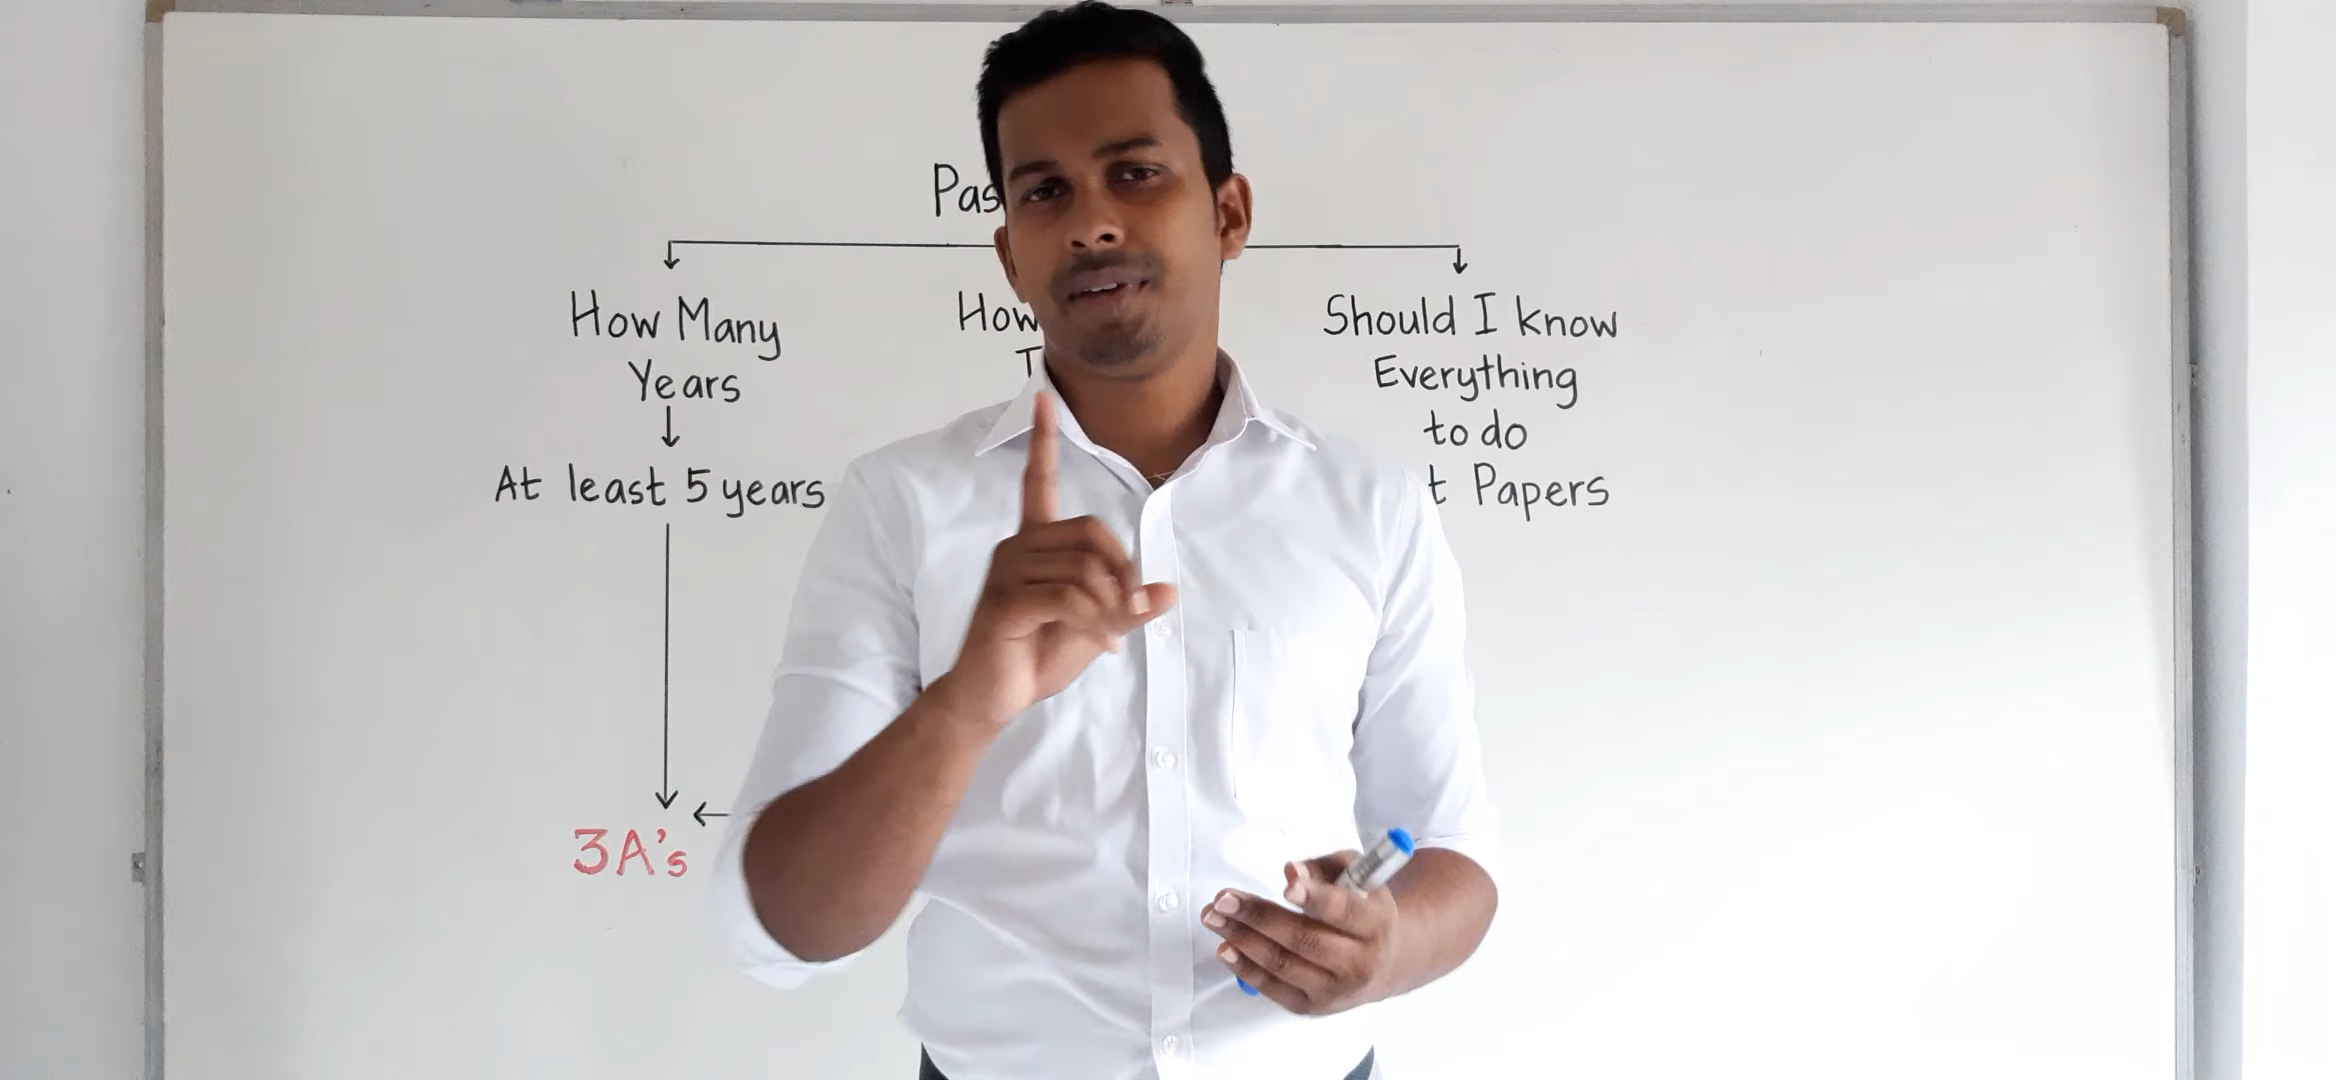 Pas
How Many
Years
At least 5 years
3A's
How
T
Should I know
Everything
to do
t Papers